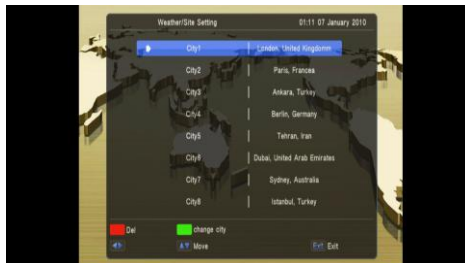 Weather/Site Setting 01:11 07 January 2010
City1 London, United Kingdomm
City2 Paris, Francea
City3 Ankara, Turkey
City4 Berlin, Germany
City5 Tehran, Iran
City6 Dubai, United Arab Emirates
City7 Sydney, Australia
City8 Istanbul, Turkey
Del change city
Move Exit Exit